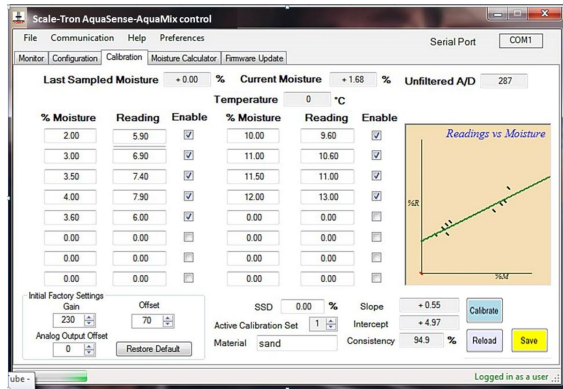 Scale-Tron AquaSense-AquaMix control
File Communication Help Preferences Serial Port COM1
Monitor Configuration Calibration Moisture Calculator Firmware Update
Last Sampled Moisture + 0.00 % Current Moisture + 1.68 % Unfiltered A/D 287
Temperature 0 °C
% Moisture Reading Enable % Moisture Reading Enable
2.00 5.90 10.00 9.60
3.00 6.90 11.00 10.60
3.50 7.40 11.50 11.00
4.00 7.90 12.00 13.00
3.60 6.00 0.00 0.00
0.00 0.00 0.00 0.00
0.00 0.00 0.00 0.00
0.00 0.00 0.00 0.00
Readings vs Moisture
%R
%M
Initial Factory Settings
Gain Offset
230 70
Analog Output Offset
0 Restore Default
SSD 0.00 % Slope + 0.55 Calibrate
Active Calibration Set 1 Intercept + 4.97
Material sand Consistency 94.9 % Reload Save
ube - Logged in as a user